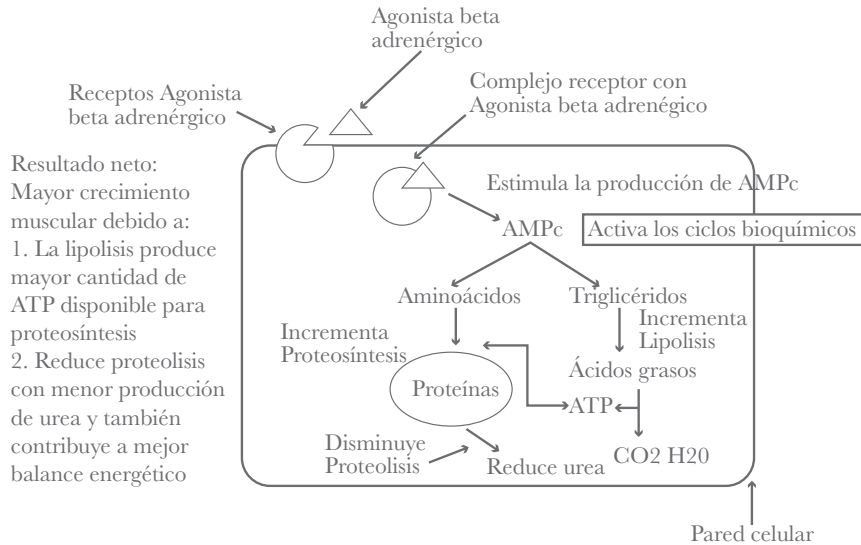 Agonista beta
adrenérgico
Complejo receptor con
Agonista beta adrenégico
Receptos Agonista
beta adrenérgico
Resultado neto:
Mayor crecimiento
muscular debido a:
1. La lipolisis produce
mayor cantidad de
ATP disponible para
proteosíntesis
2. Reduce proteolisis
con menor producción
de urea y también
contribuye a mejor
balance energético
Estimula la producción de AMPc
AMPc
Activa los ciclos bioquímicos
Aminoácidos
Triglicéridos
Incrementa
Proteosíntesis
Incrementa
Lipolisis
Ácidos grasos
Proteínas
ATP
Disminuye
Proteolisis
Reduce urea
CO2 H20
Pared celular